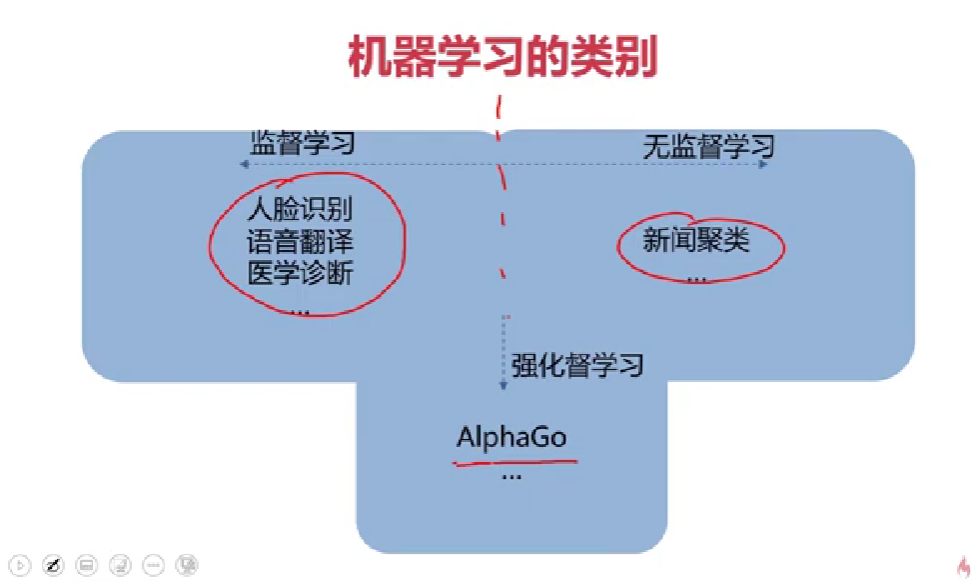 机器学习的类别
监督学习
无监督学习
人脸识别
语音翻译
医学诊断
...
新闻聚类
...
强化督学习
AlphaGo
...